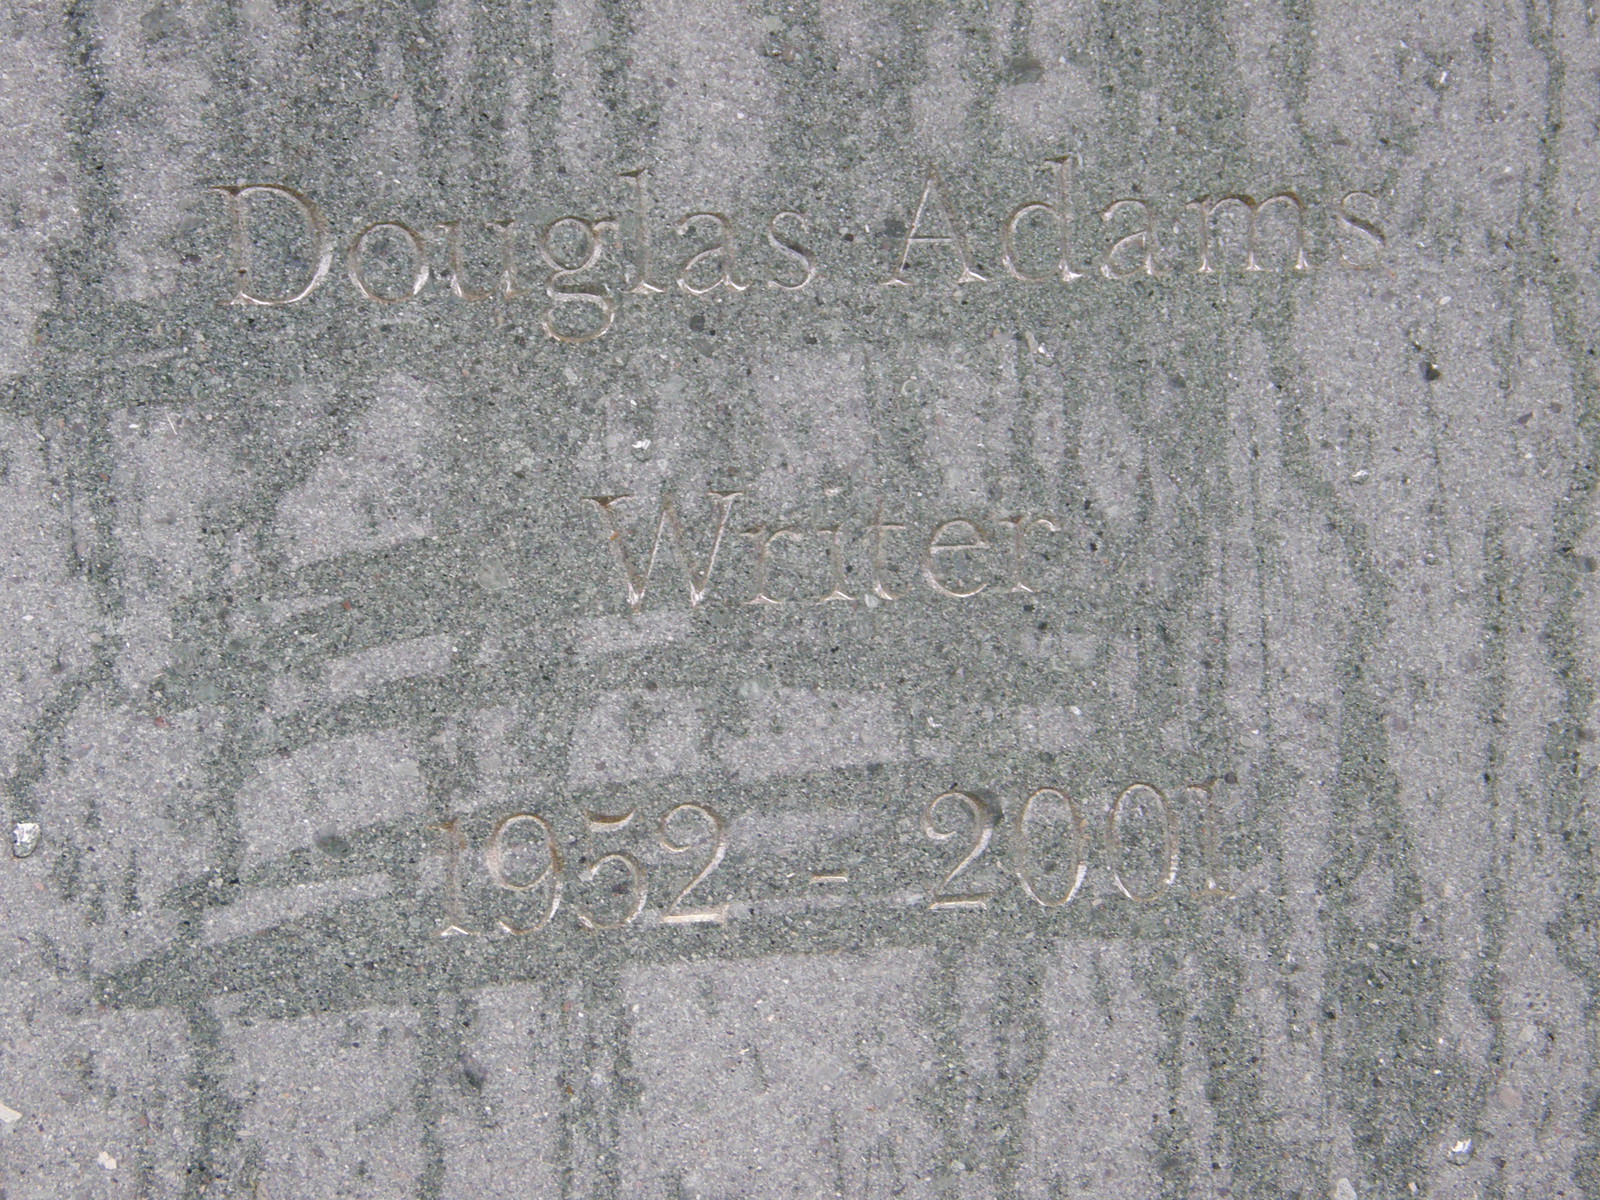 Douglas Adams
Writer
1952 - 2001